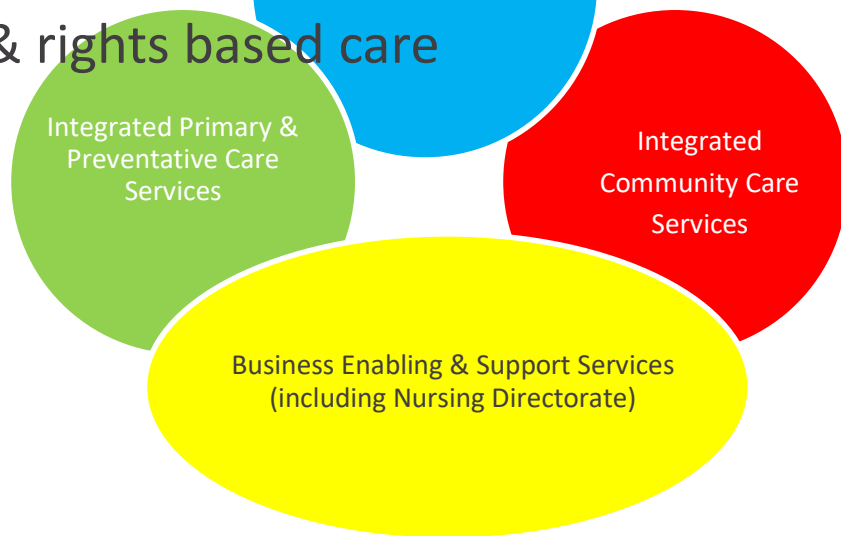 & rights based care
Integrated Primary &
Preventative Care
Services
Integrated
Community Care
Services
Business Enabling & Support Services
(including Nursing Directorate)